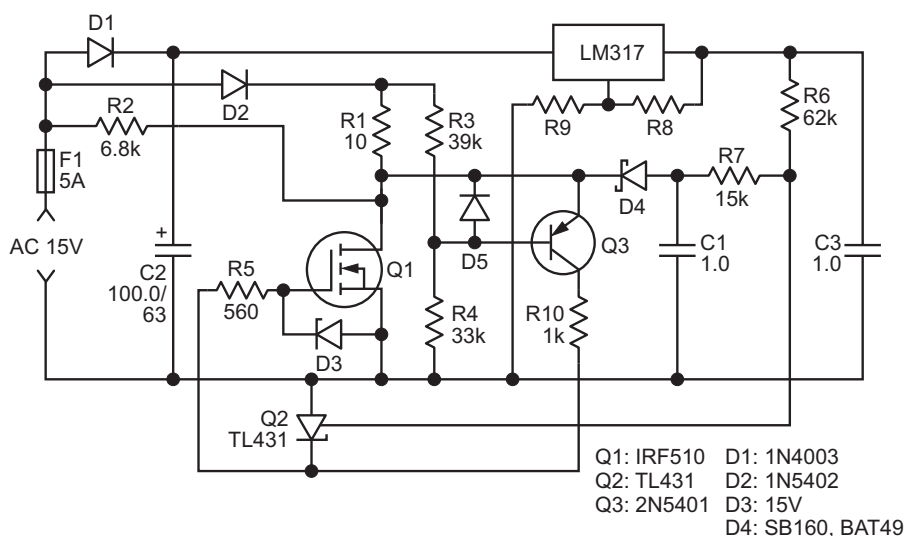 D1
LM317
D2
R2
6.8k
R1
10
R3
39k
R9
R8
R6
62k
F1
5A
R7
15k
D4
AC 15V
+
C2
100.0/
63
Q1
D5
Q3
C1
1.0
C3
1.0
R5
560
D3
R4
33k
R10
1k
Q2
TL431
Q1: IRF510 D1: 1N4003
Q2: TL431 D2: 1N5402
Q3: 2N5401 D3: 15V
D4: SB160, BAT49